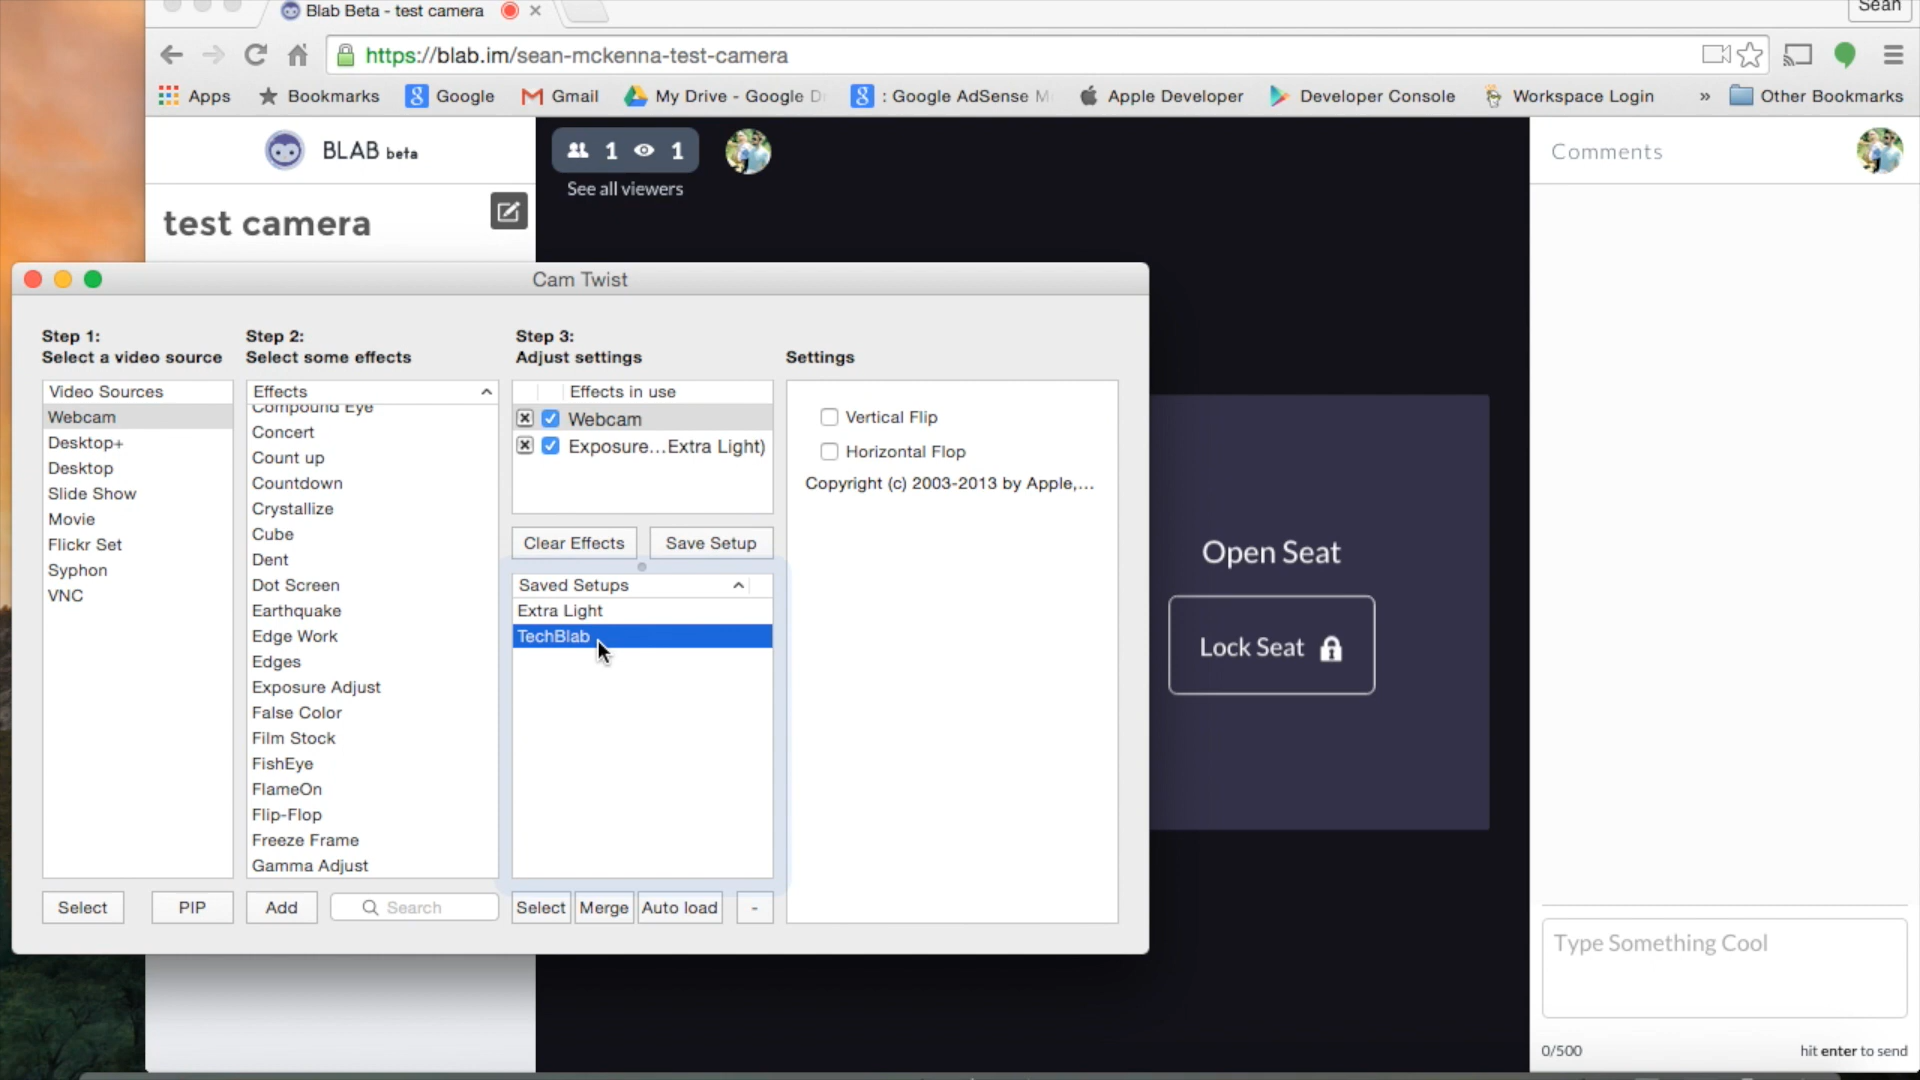 Blab Beta - test camera
Sean
https://blab.im/sean-mckenna-test-camera
Apps Bookmarks Google Gmail My Drive - Google D : Google AdSense M Apple Developer Developer Console Workspace Login » Other Bookmarks
BLAB beta
1 1
See all viewers
Comments
test camera
Cam Twist
Step 1:
Select a video source
Video Sources
Webcam
Desktop+
Desktop
Slide Show
Movie
Flickr Set
Syphon
VNC
Select
PIP
Step 2:
Select some effects
Effects
Compound Eye
Concert
Count up
Countdown
Crystallize
Cube
Dent
Dot Screen
Earthquake
Edge Work
Edges
Exposure Adjust
False Color
Film Stock
FishEye
FlameOn
Flip-Flop
Freeze Frame
Gamma Adjust
Add
Search
Step 3:
Adjust settings
Effects in use
Webcam
Exposure...Extra Light)
Clear Effects
Save Setup
Saved Setups
Extra Light
TechBlab
Select
Merge
Auto load
-
Settings
Vertical Flip
Horizontal Flop
Copyright (c) 2003-2013 by Apple,...
Open Seat
Lock Seat
Type Something Cool
0/500
hit enter to send